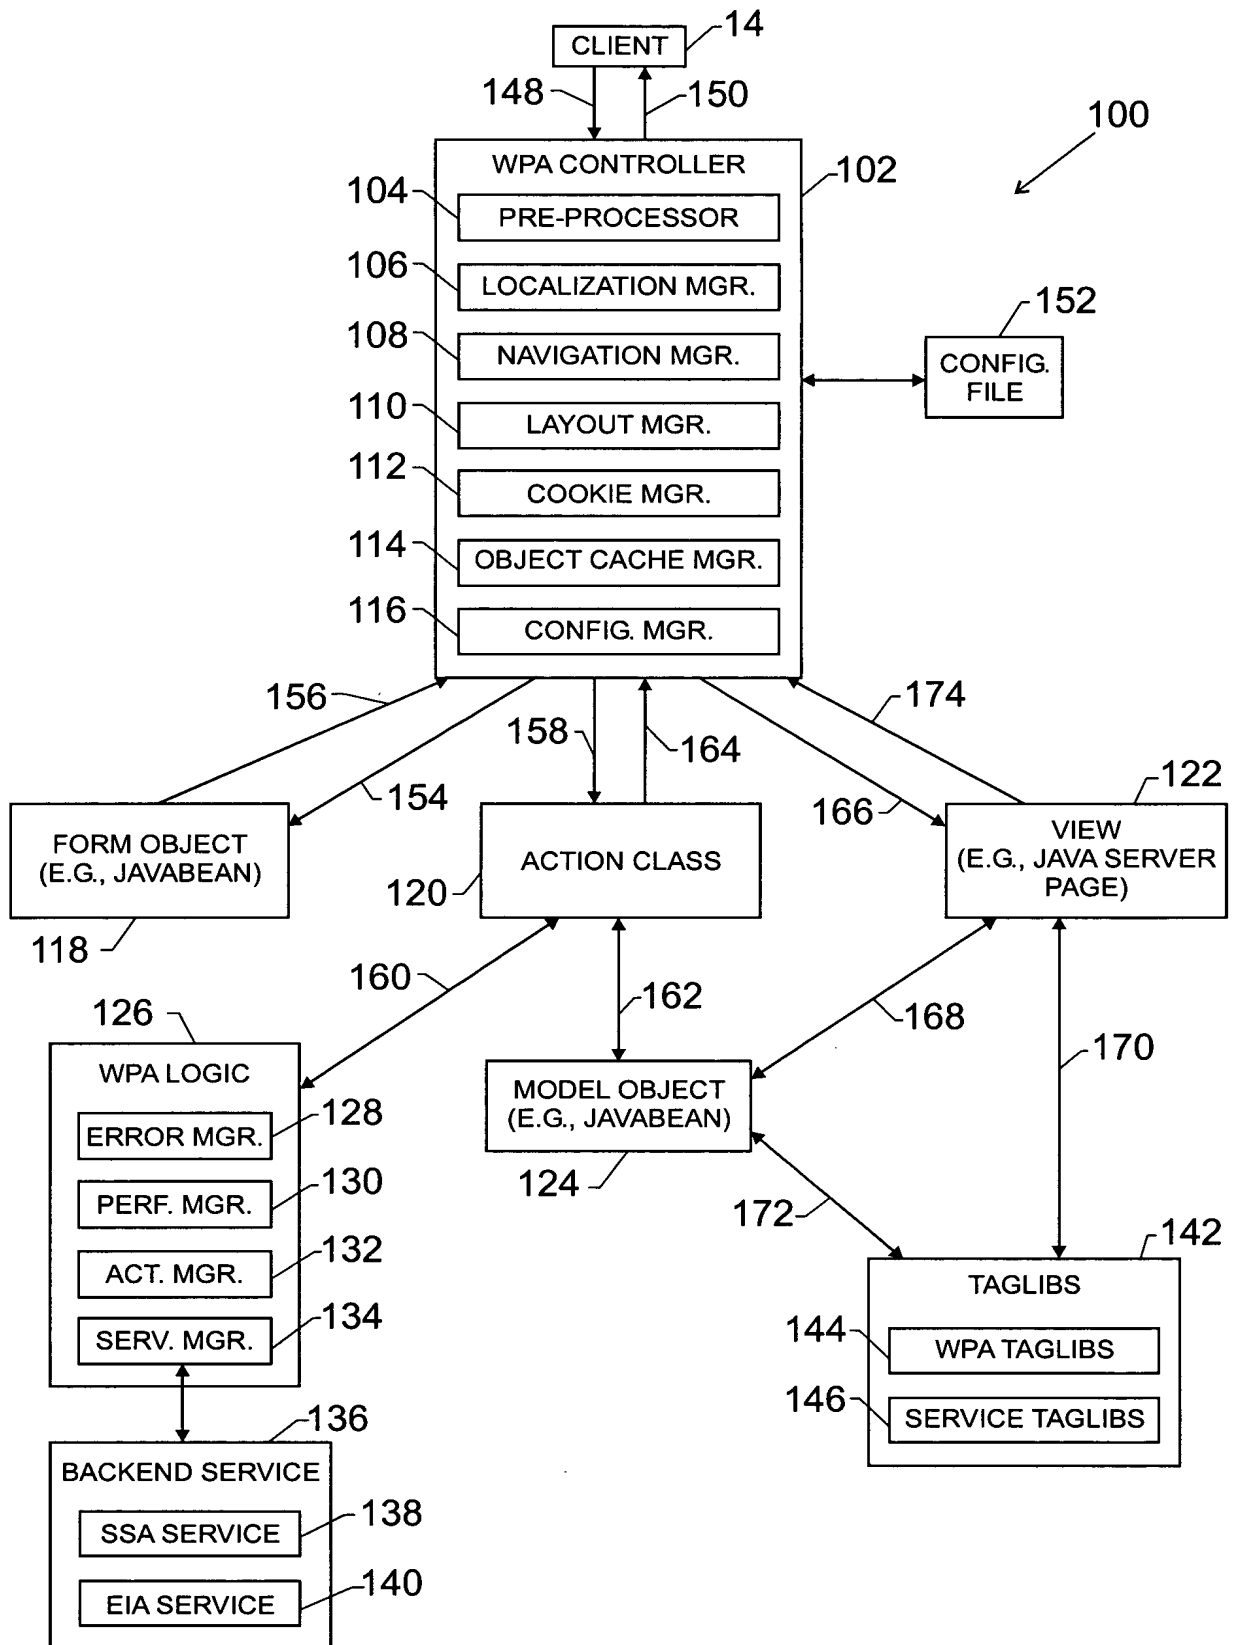 14
CLIENT
148
150
100
WPA CONTROLLER
102
104
PRE-PROCESSOR
106
LOCALIZATION MGR.
152
108
NAVIGATION MGR.
CONFIG.
FILE
110
LAYOUT MGR.
112
COOKIE MGR.
114
OBJECT CACHE MGR.
116
CONFIG. MGR.
156
174
158
164
154
166
122
FORM OBJECT
(E.G., JAVABEAN)
118
ACTION CLASS
120
VIEW
(E.G., JAVA SERVER
PAGE)
160
162
168
170
126
WPA LOGIC
ERROR MGR.
128
PERF. MGR.
130
ACT. MGR.
132
SERV. MGR.
134
MODEL OBJECT
(E.G., JAVABEAN)
124
172
142
TAGLIBS
144
WPA TAGLIBS
146
SERVICE TAGLIBS
136
BACKEND SERVICE
SSA SERVICE
138
EIA SERVICE
140